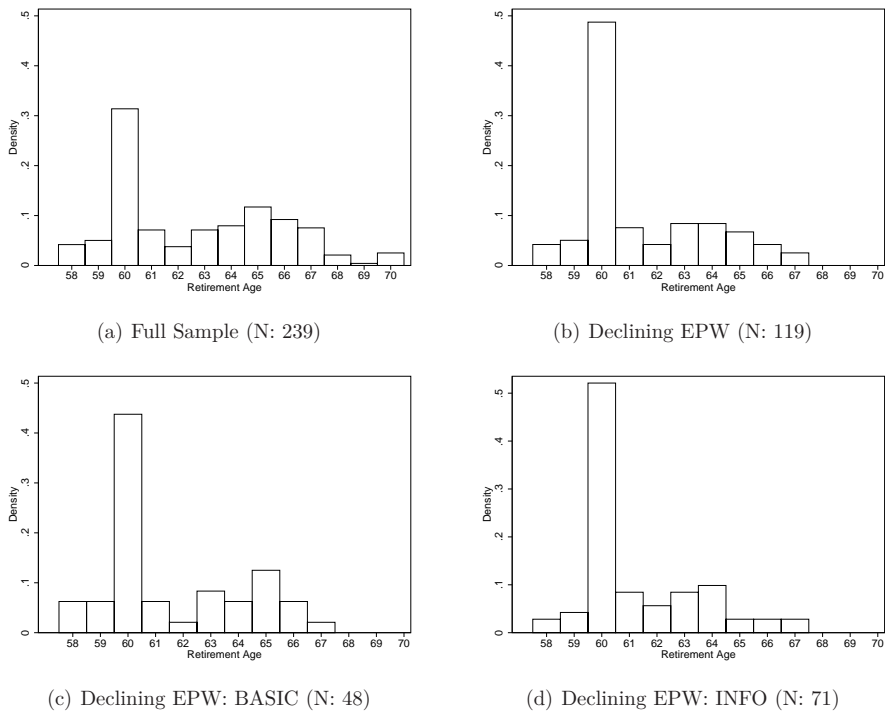 .5
.4
.3
.2
.1
0
Density
58 59 60 61 62 63 64 65 66 67 68 69 70
Retirement Age
(a) Full Sample (N: 239)
.5
.4
.3
.2
.1
0
Density
58 59 60 61 62 63 64 65 66 67 68 69 70
Retirement Age
(b) Declining EPW (N: 119)
.5
.4
.3
.2
.1
0
Density
58 59 60 61 62 63 64 65 66 67 68 69 70
Retirement Age
(c) Declining EPW: BASIC (N: 48)
.5
.4
.3
.2
.1
0
Density
58 59 60 61 62 63 64 65 66 67 68 69 70
Retirement Age
(d) Declining EPW: INFO (N: 71)